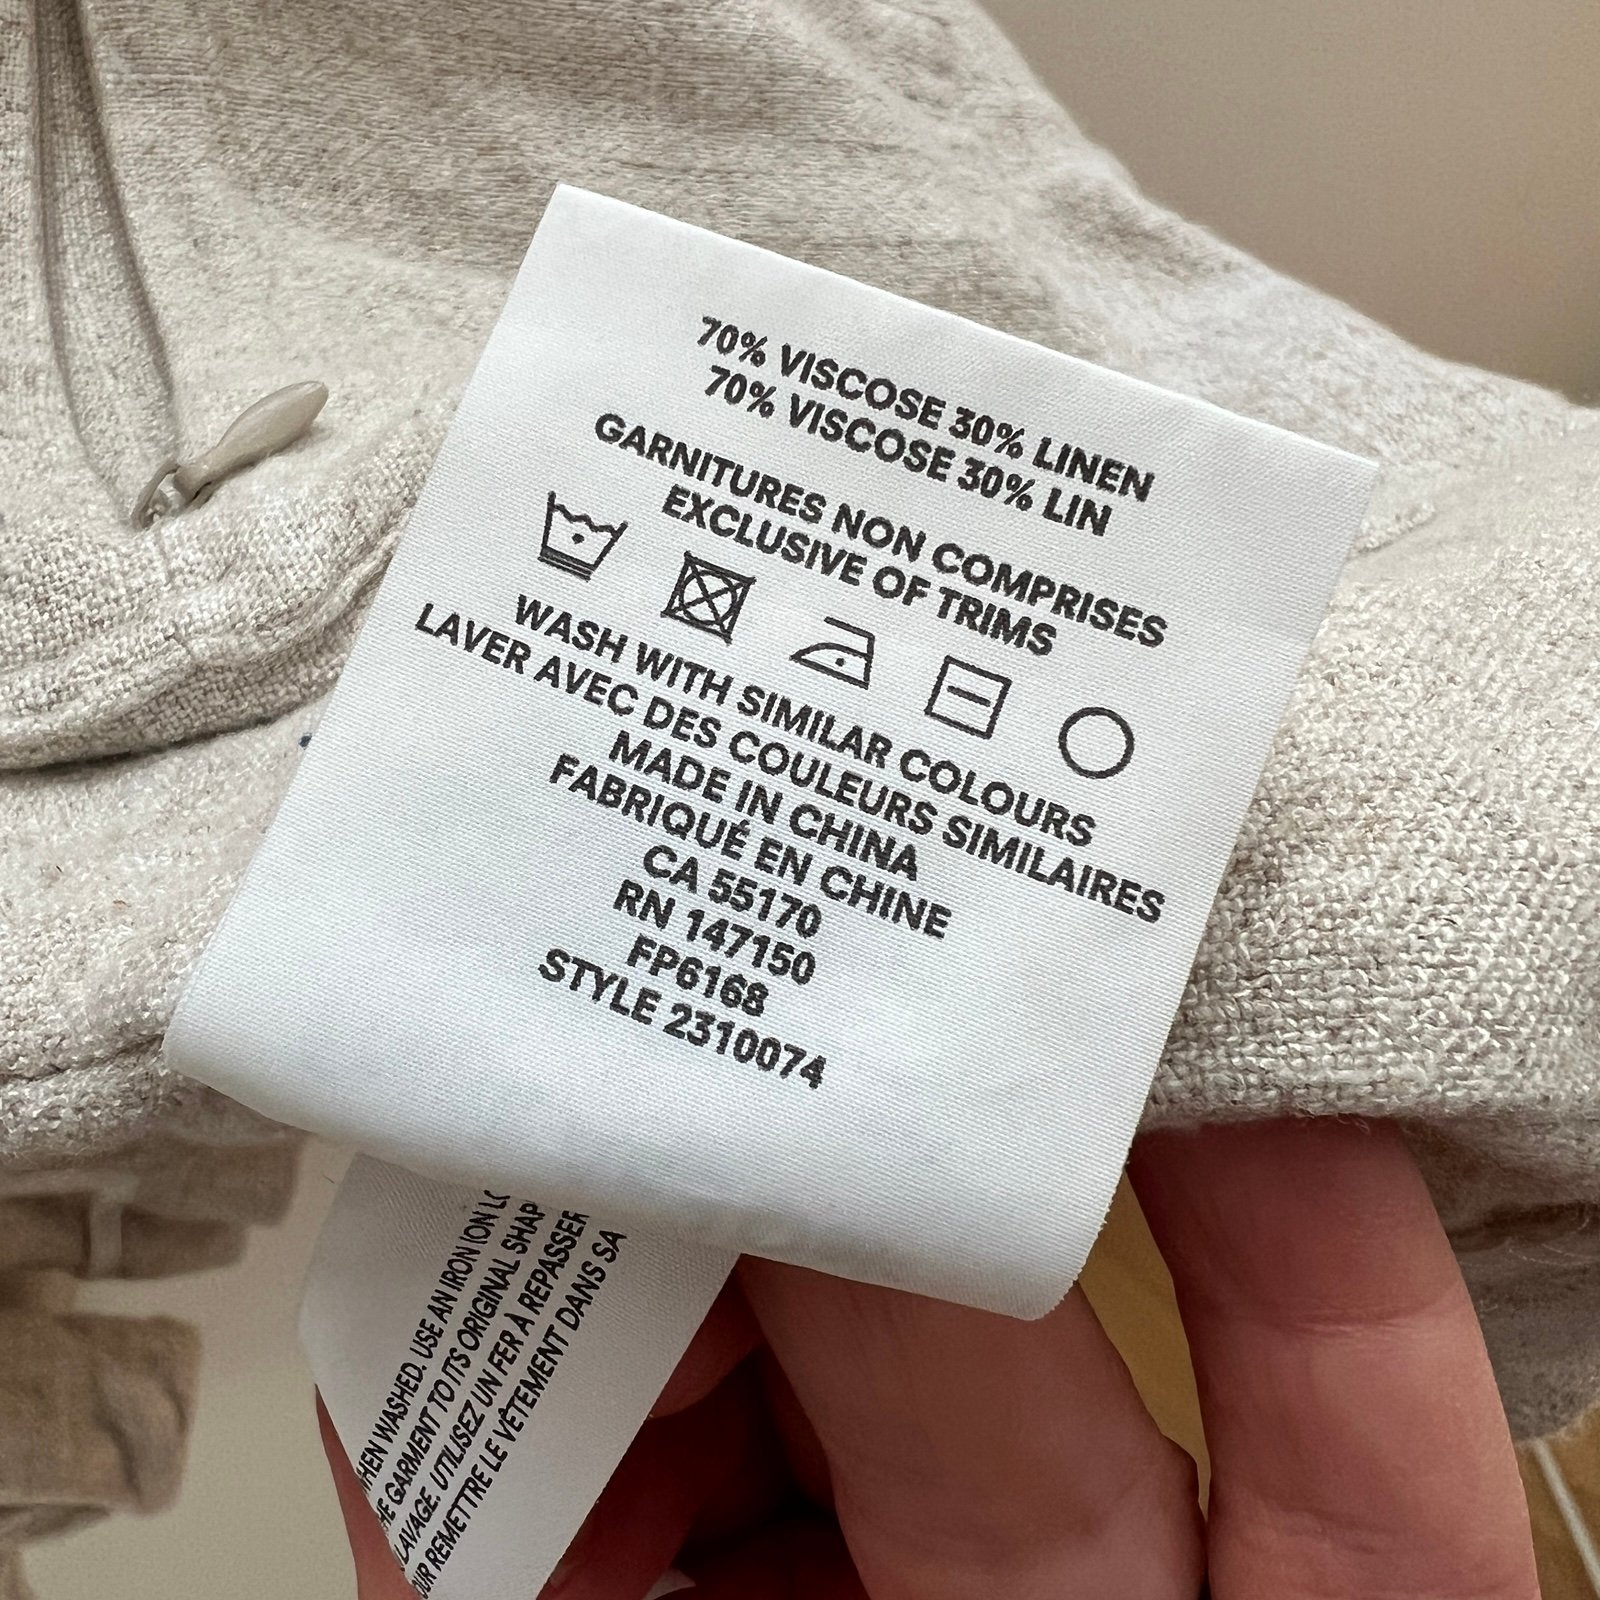 70% VISCOSE 30% LINEN
70% VISCOSE 30% LIN
GARNITURES NON COMPRISES
EXCLUSIVE OF TRIMS
WASH WITH SIMILAR COLOURS
LAVER AVEC DES COULEURS SIMILAIRES
MADE IN CHINA
FABRIQUÉ EN CHINE
CA 55170
RN 147150
FP6168
STYLE 2310074
WHEN WASHED. USE AN IRON (ON
GARMENT TO ITS ORIGINAL
LAVAGE. UTILISEZ UN FER À REPASSER
REMETTRE LE VÊTEMENT DANS SA